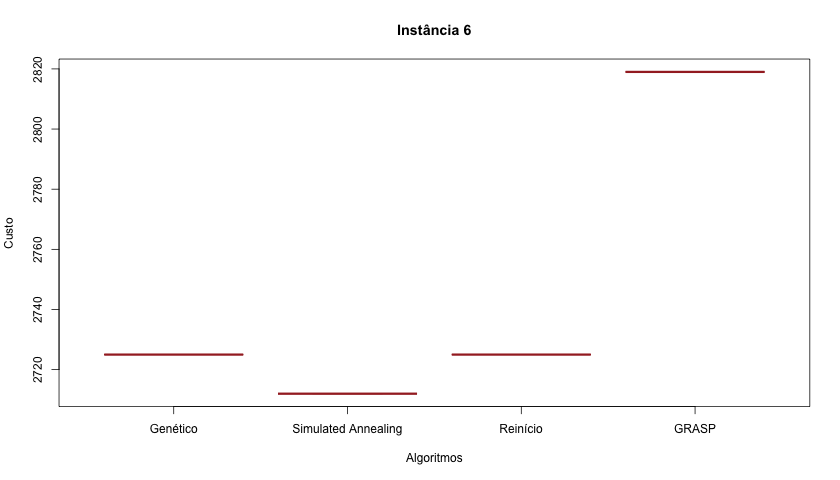 Instância 6
Custo
2820
2800
2780
2760
2740
2720
Genético
Simulated Annealing
Reinício
GRASP
Algoritmos